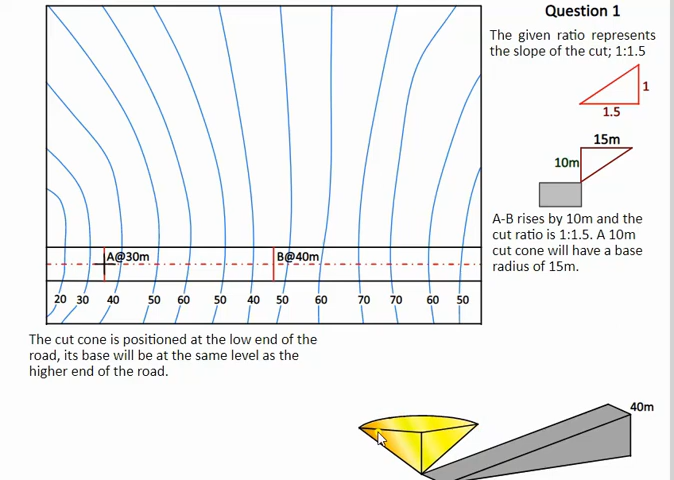 Question 1
The given ratio represents
the slope of the cut; 1:1.5
1
1.5
15m
10m
A-B rises by 10m and the
cut ratio is 1:1.5. A 10m
cut cone will have a base
radius of 15m.
A@30m
B@40m
20 30 40 50 60 50 40 50 60 70 70 60 50
The cut cone is positioned at the low end of the
road, its base will be at the same level as the
higher end of the road.
40m